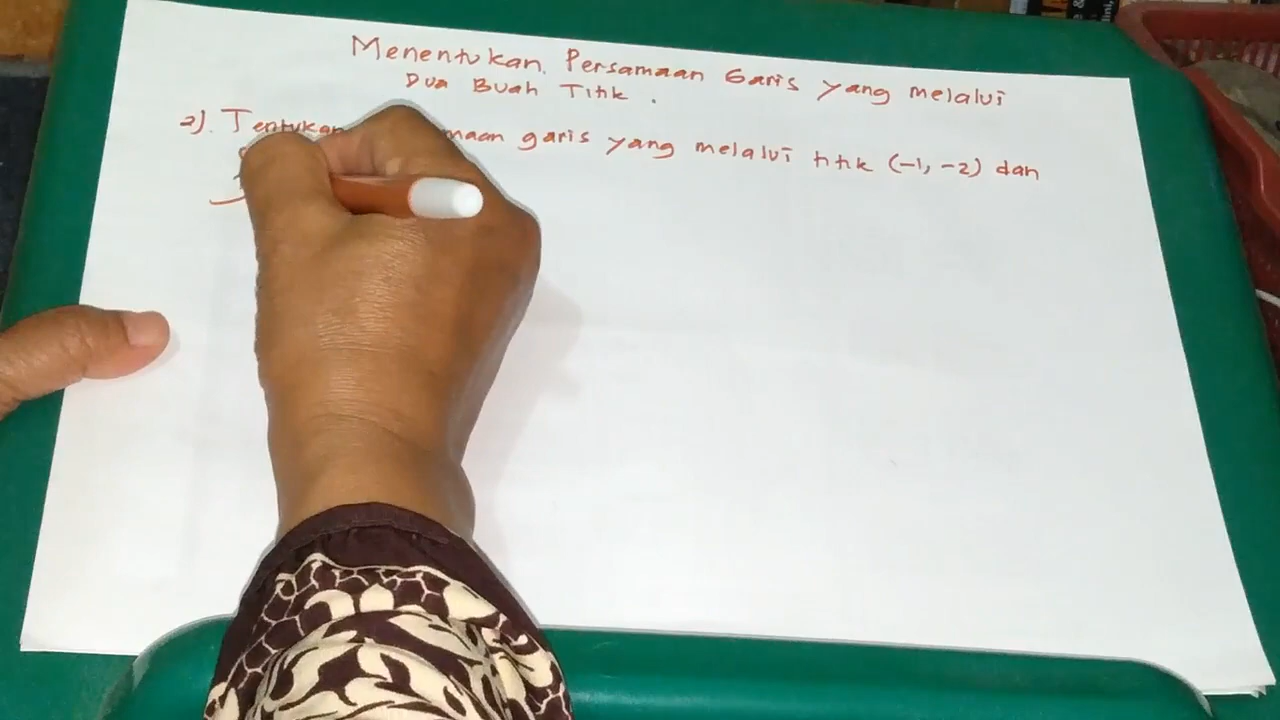 Menentukan Persamaan Garis yang melalui
Dua Buah Titik.
2). Tentukan maan garis yang melalui titik (-1, -2) dan